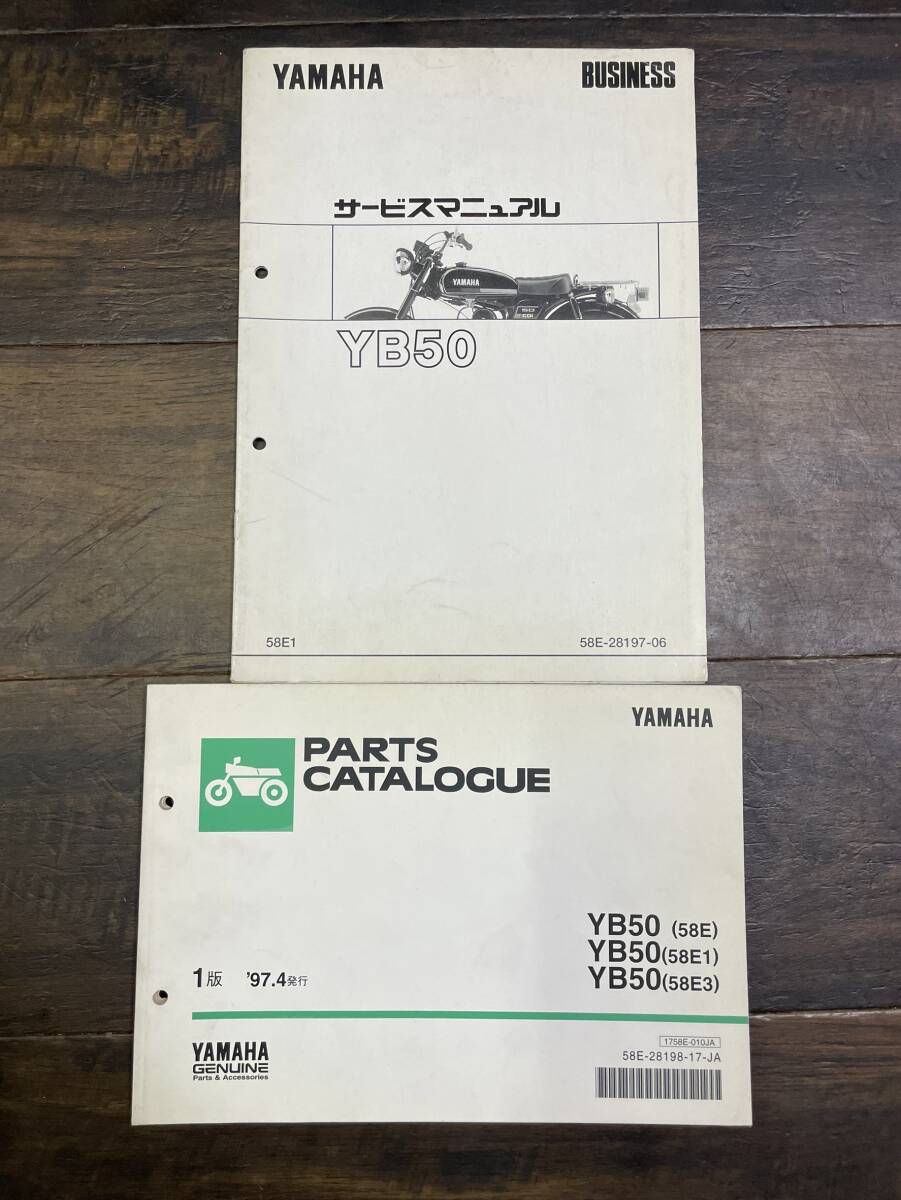 YAMAHA
BUSINESS
サービスマニュアル
YAMAHA
50
CDI
YB50
58E1
58E-28197-06
YAMAHA
PARTS
CATALOGUE
YB50 (58E)
YB50(58E1)
YB50(58E3)
1版 '97.4発行
1758E-010JA
58E-28198-17-JA
YAMAHA
GENUINE
Parts & Accessories